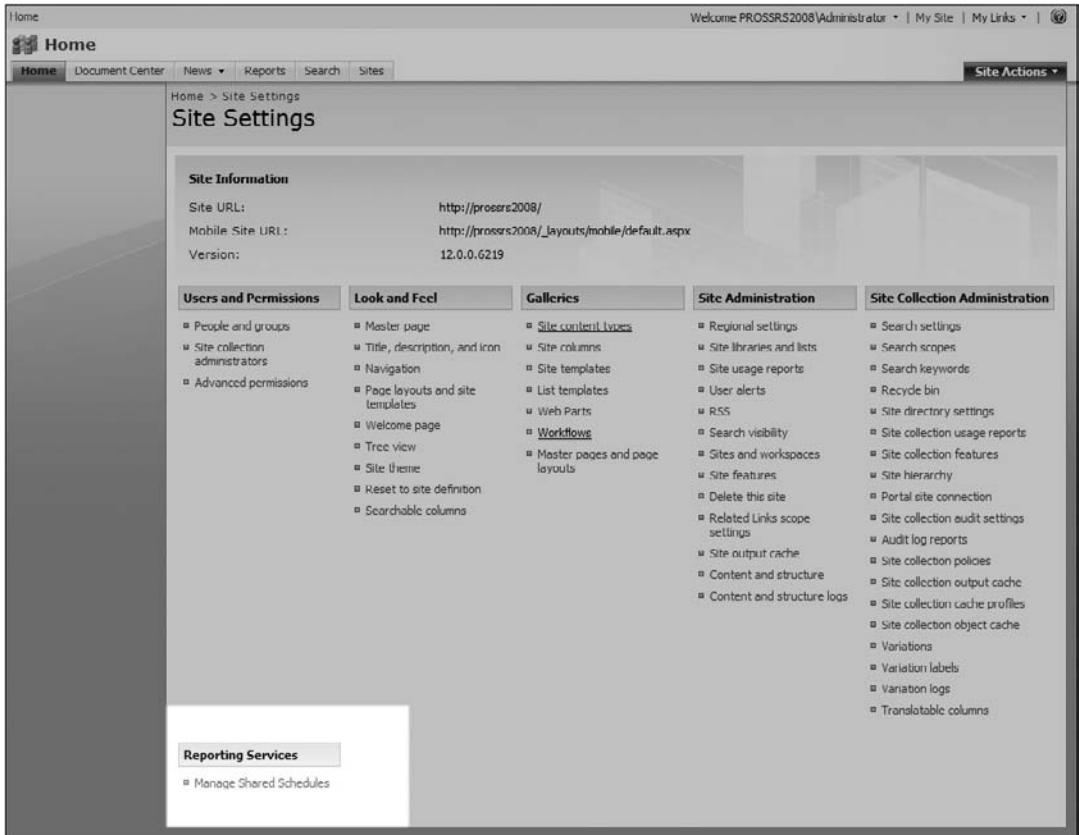 Home
Welcome PROSSRS2008\Administrator | My Site | My Links |
Home
Home Document Center News Reports Search Sites
Site Actions
Home > Site Settings
Site Settings
Site Information
Site URL: http://prossrs2008/
Mobile Site URL: http://prossrs2008/_layouts/mobile/default.aspx
Version: 12.0.0.6219
Users and Permissions
People and groups
Site collection
administrators
Advanced permissions
Look and Feel
Master page
Title, description, and icon
Navigation
Page layouts and site
templates
Welcome page
Tree view
Site theme
Reset to site definition
Searchable columns
Galleries
Site content types
Site columns
Site templates
List templates
Web Parts
Workflows
Master pages and page
layouts
Site Administration
Regional settings
Site libraries and lists
Site usage reports
User alerts
RSS
Search visibility
Sites and workspaces
Site features
Delete this site
Related Links scope
settings
Site output cache
Content and structure
Content and structure logs
Site Collection Administration
Search settings
Search scopes
Search keywords
Recycle bin
Site directory settings
Site collection usage reports
Site collection features
Site hierarchy
Portal site connection
Site collection audit settings
Audit log reports
Site collection policies
Site collection output cache
Site collection cache profiles
Site collection object cache
Variations
Variation labels
Variation logs
Translatable columns
Reporting Services
Manage Shared Schedules